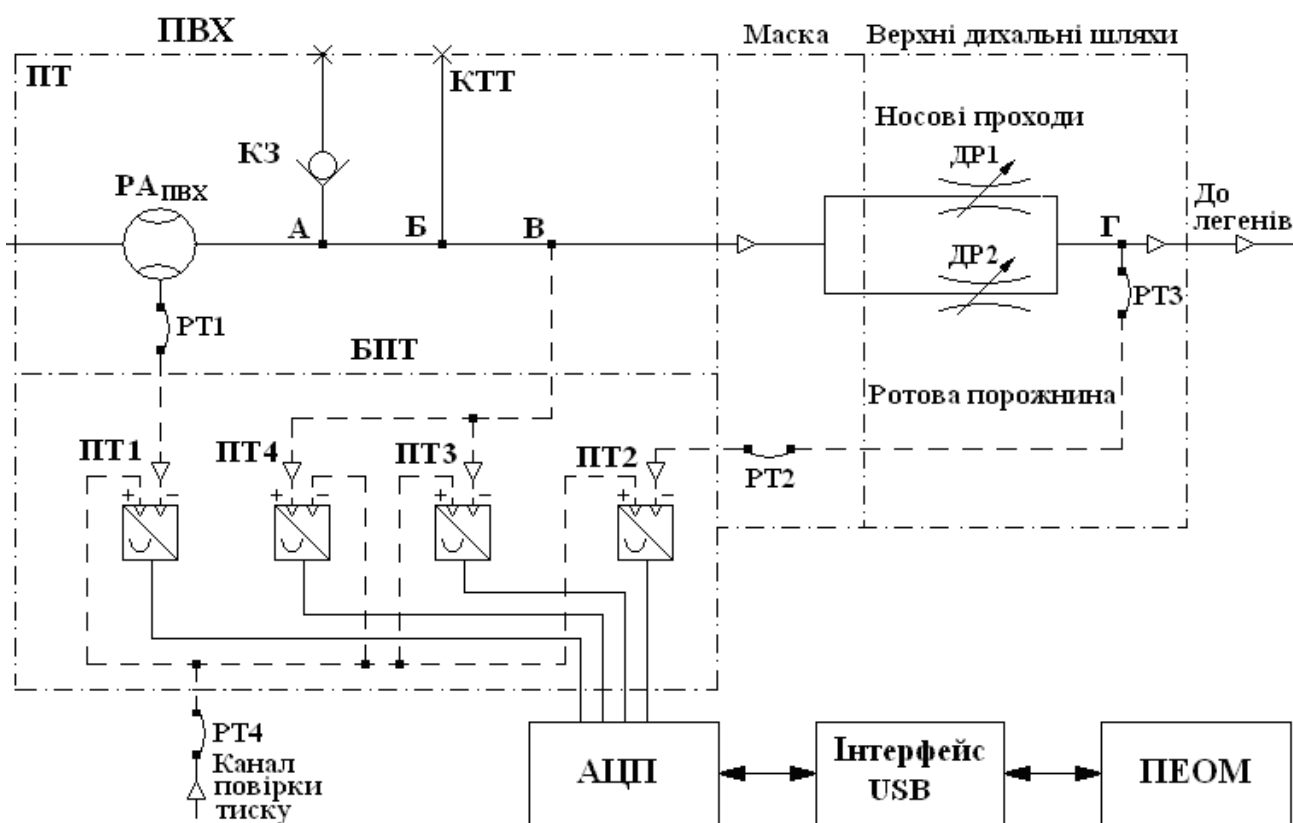 ПВХ
Маска
Верхні дихальні шляхи
ПТ
КТТ
Носові проходи
ДР1
КЗ
РА ПВХ
А
Б
В
Г
До
легенів
ДР2
РТ1
РТ3
БПТ
Ротова порожнина
ПТ1
ПТ4
ПТ3
ПТ2
РТ2
+ −
+ −
+ −
+ −
РТ4
Канал
повірки
тиску
АЦП
Інтерфейс
USB
ПЕОМ